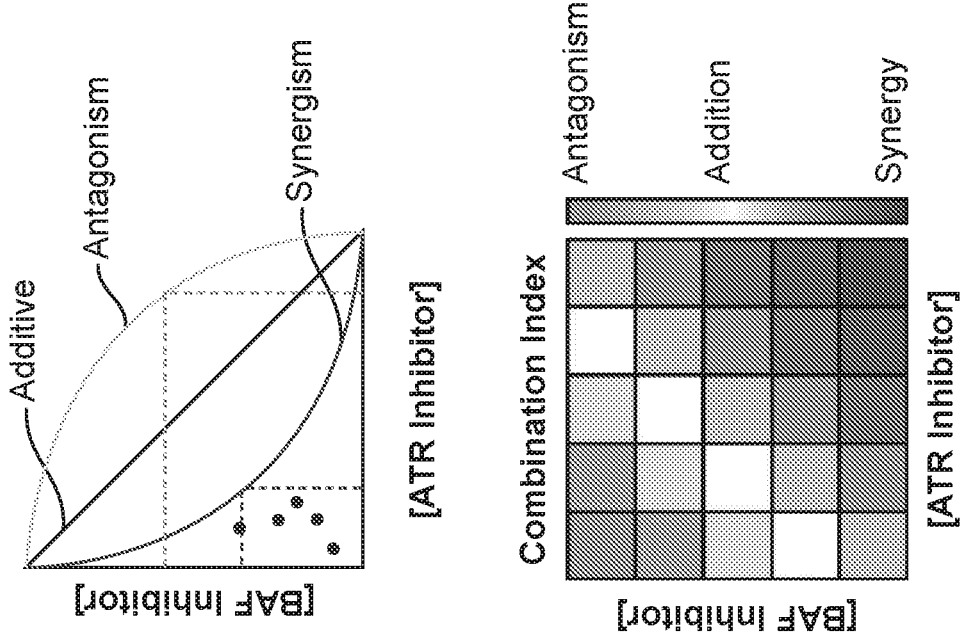 Additive
Antagonism
Synergism
[BAF Inhibitor]
[ATR Inhibitor]
Combination Index
Antagonism
Addition
Synergy
[BAF Inhibitor]
[ATR Inhibitor]